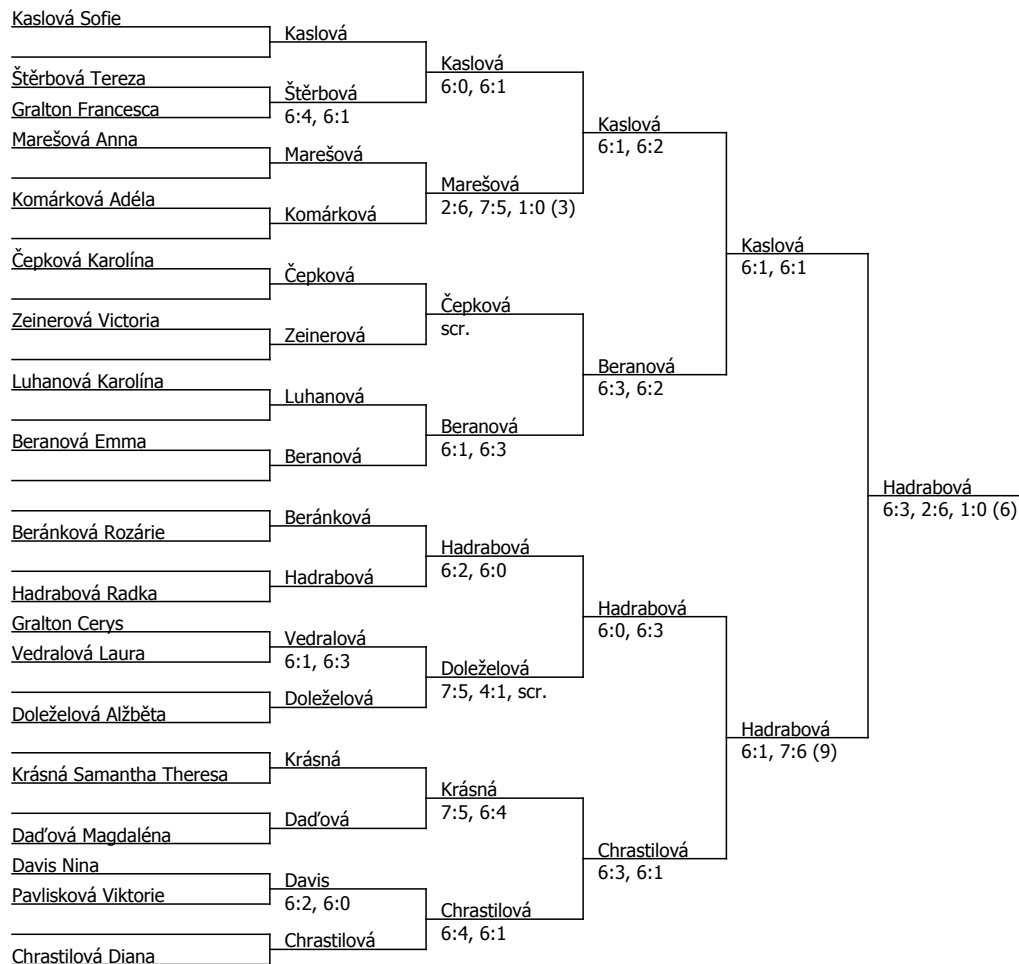 Kaslová Sofie
Štěrbová Tereza
Gralton Francesca
Marešová Anna
Komárková Adéla
Čepková Karolína
Zeinerová Victoria
Luhanová Karolína
Beranová Emma
Beránková Rozárie
Hadrabová Radka
Gralton Cerys
Vedralová Laura
Doleželová Alžběta
Krásná Samantha Theresa
Daďová Magdaléna
Davis Nina
Pavlisková Viktorie
Chrastilová Diana
Kaslová
Štěrbová
6:4, 6:1
Marešová
Komárková
Čepková
Zeinerová
Luhanová
Beranová
Beránková
Hadrabová
Vedralová
6:1, 6:3
Doleželová
Krásná
Daďová
Davis
6:2, 6:0
Chrastilová
Kaslová
6:0, 6:1
Marešová
2:6, 7:5, 1:0 (3)
Čepková
scr.
Beranová
6:1, 6:3
Hadrabová
6:2, 6:0
Doleželová
7:5, 4:1, scr.
Krásná
7:5, 6:4
Chrastilová
6:4, 6:1
Kaslová
6:1, 6:2
Beranová
6:3, 6:2
Hadrabová
6:0, 6:3
Chrastilová
6:3, 6:1
Kaslová
6:1, 6:1
Hadrabová
6:1, 7:6 (9)
Hadrabová
6:3, 2:6, 1:0 (6)